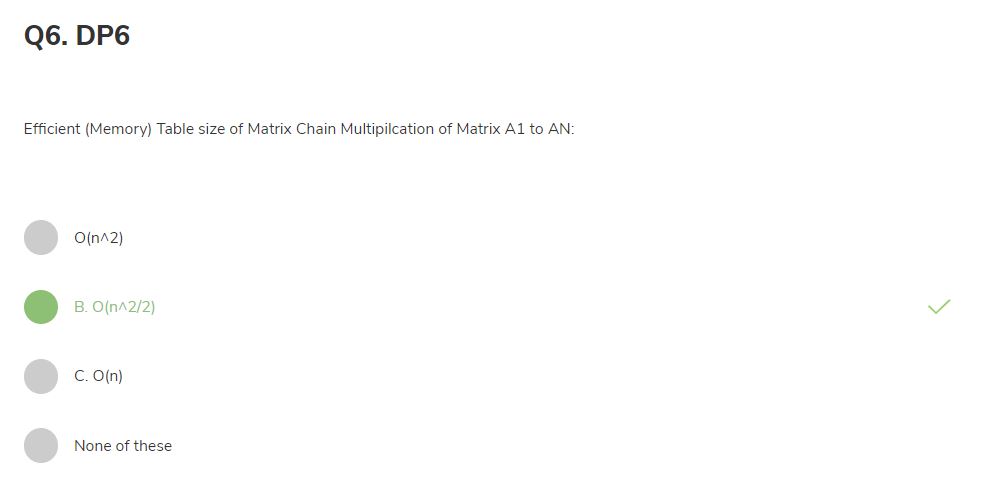 Q6. DP6
Efficient (Memory) Table size of Matrix Chain Multipilcation of Matrix A1 to AN:
O(n^2)
B. O(n^2/2)
C. O(n)
None of these